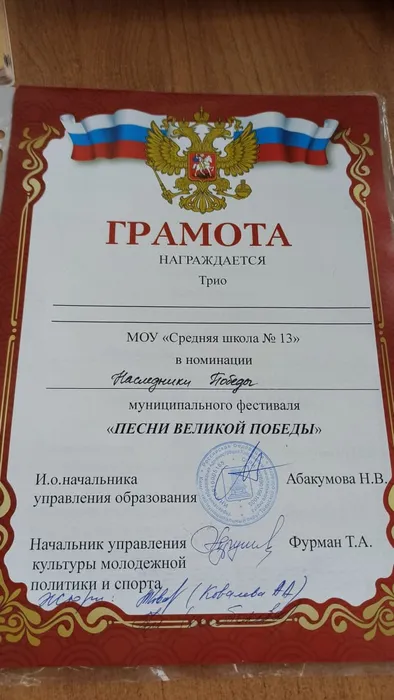 ГРАМОТА
НАГРАЖДАЕТСЯ
Трио
МОУ «Средняя школа № 13»
в номинации
Наследники Победы
муниципального фестиваля
«ПЕСНИ ВЕЛИКОЙ ПОБЕДЫ»
И.о.начальника
управления образования
Абакумова Н.В.
Начальник управления
культуры молодежной
политики и спорта
Фурман Т.А.
жюри: (Ковалева А.А)